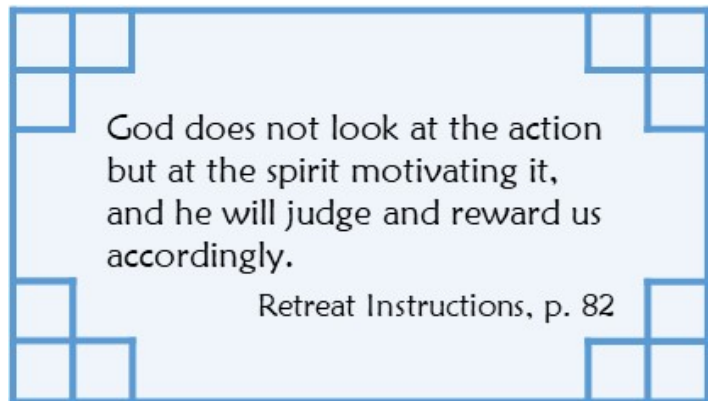 God does not look at the action
but at the spirit motivating it,
and he will judge and reward us
accordingly.
Retreat Instructions, p. 82